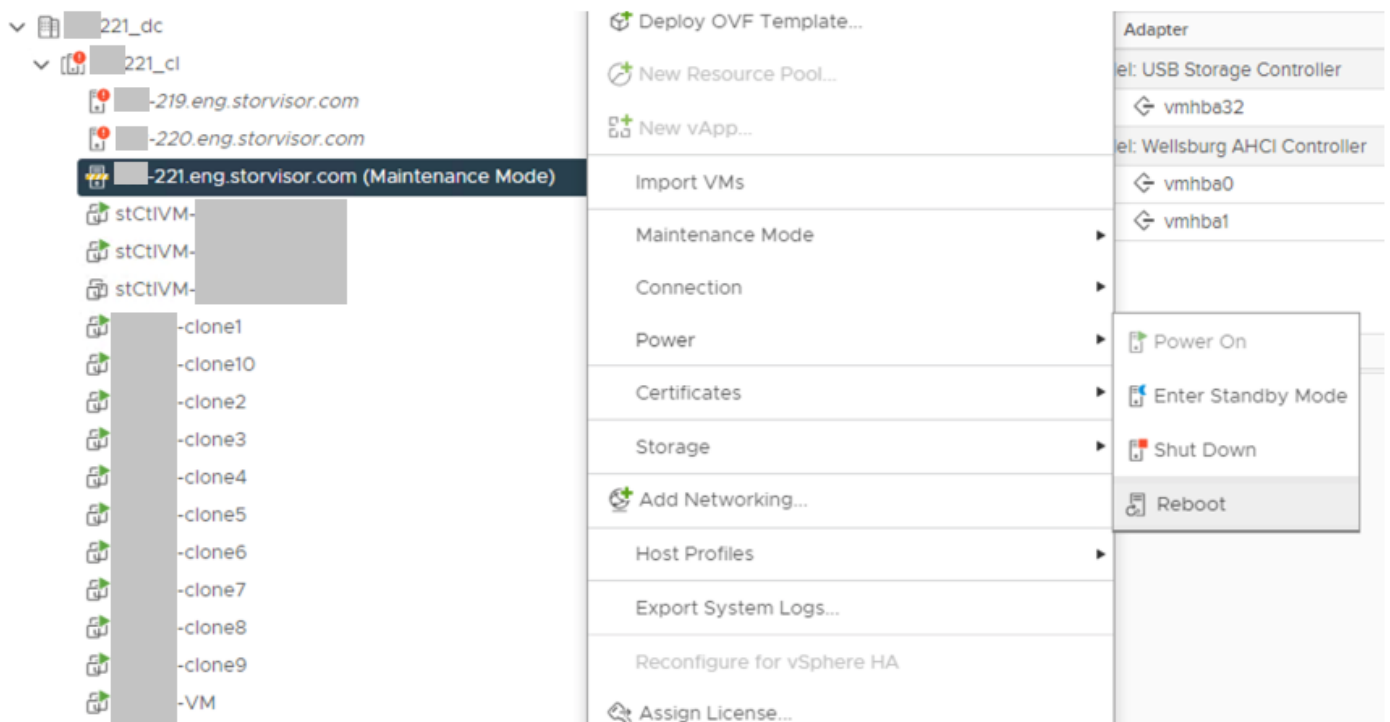 221_dc
221_cl
-219.eng.storvisor.com
-220.eng.storvisor.com
-221.eng.storvisor.com (Maintenance Mode)
stCtlVM-
stCtlVM-
stCtlVM-
-clone1
-clone10
-clone2
-clone3
-clone4
-clone5
-clone6
-clone7
-clone8
-clone9
-VM
Deploy OVF Template...
New Resource Pool...
New vApp...
Import VMs
Maintenance Mode
Connection
Power
Certificates
Storage
Add Networking...
Host Profiles
Export System Logs...
Reconfigure for vSphere HA
Assign License...
Adapter
el: USB Storage Controller
vmhba32
el: Wellsburg AHCI Controller
vmhba0
vmhba1
Power On
Enter Standby Mode
Shut Down
Reboot